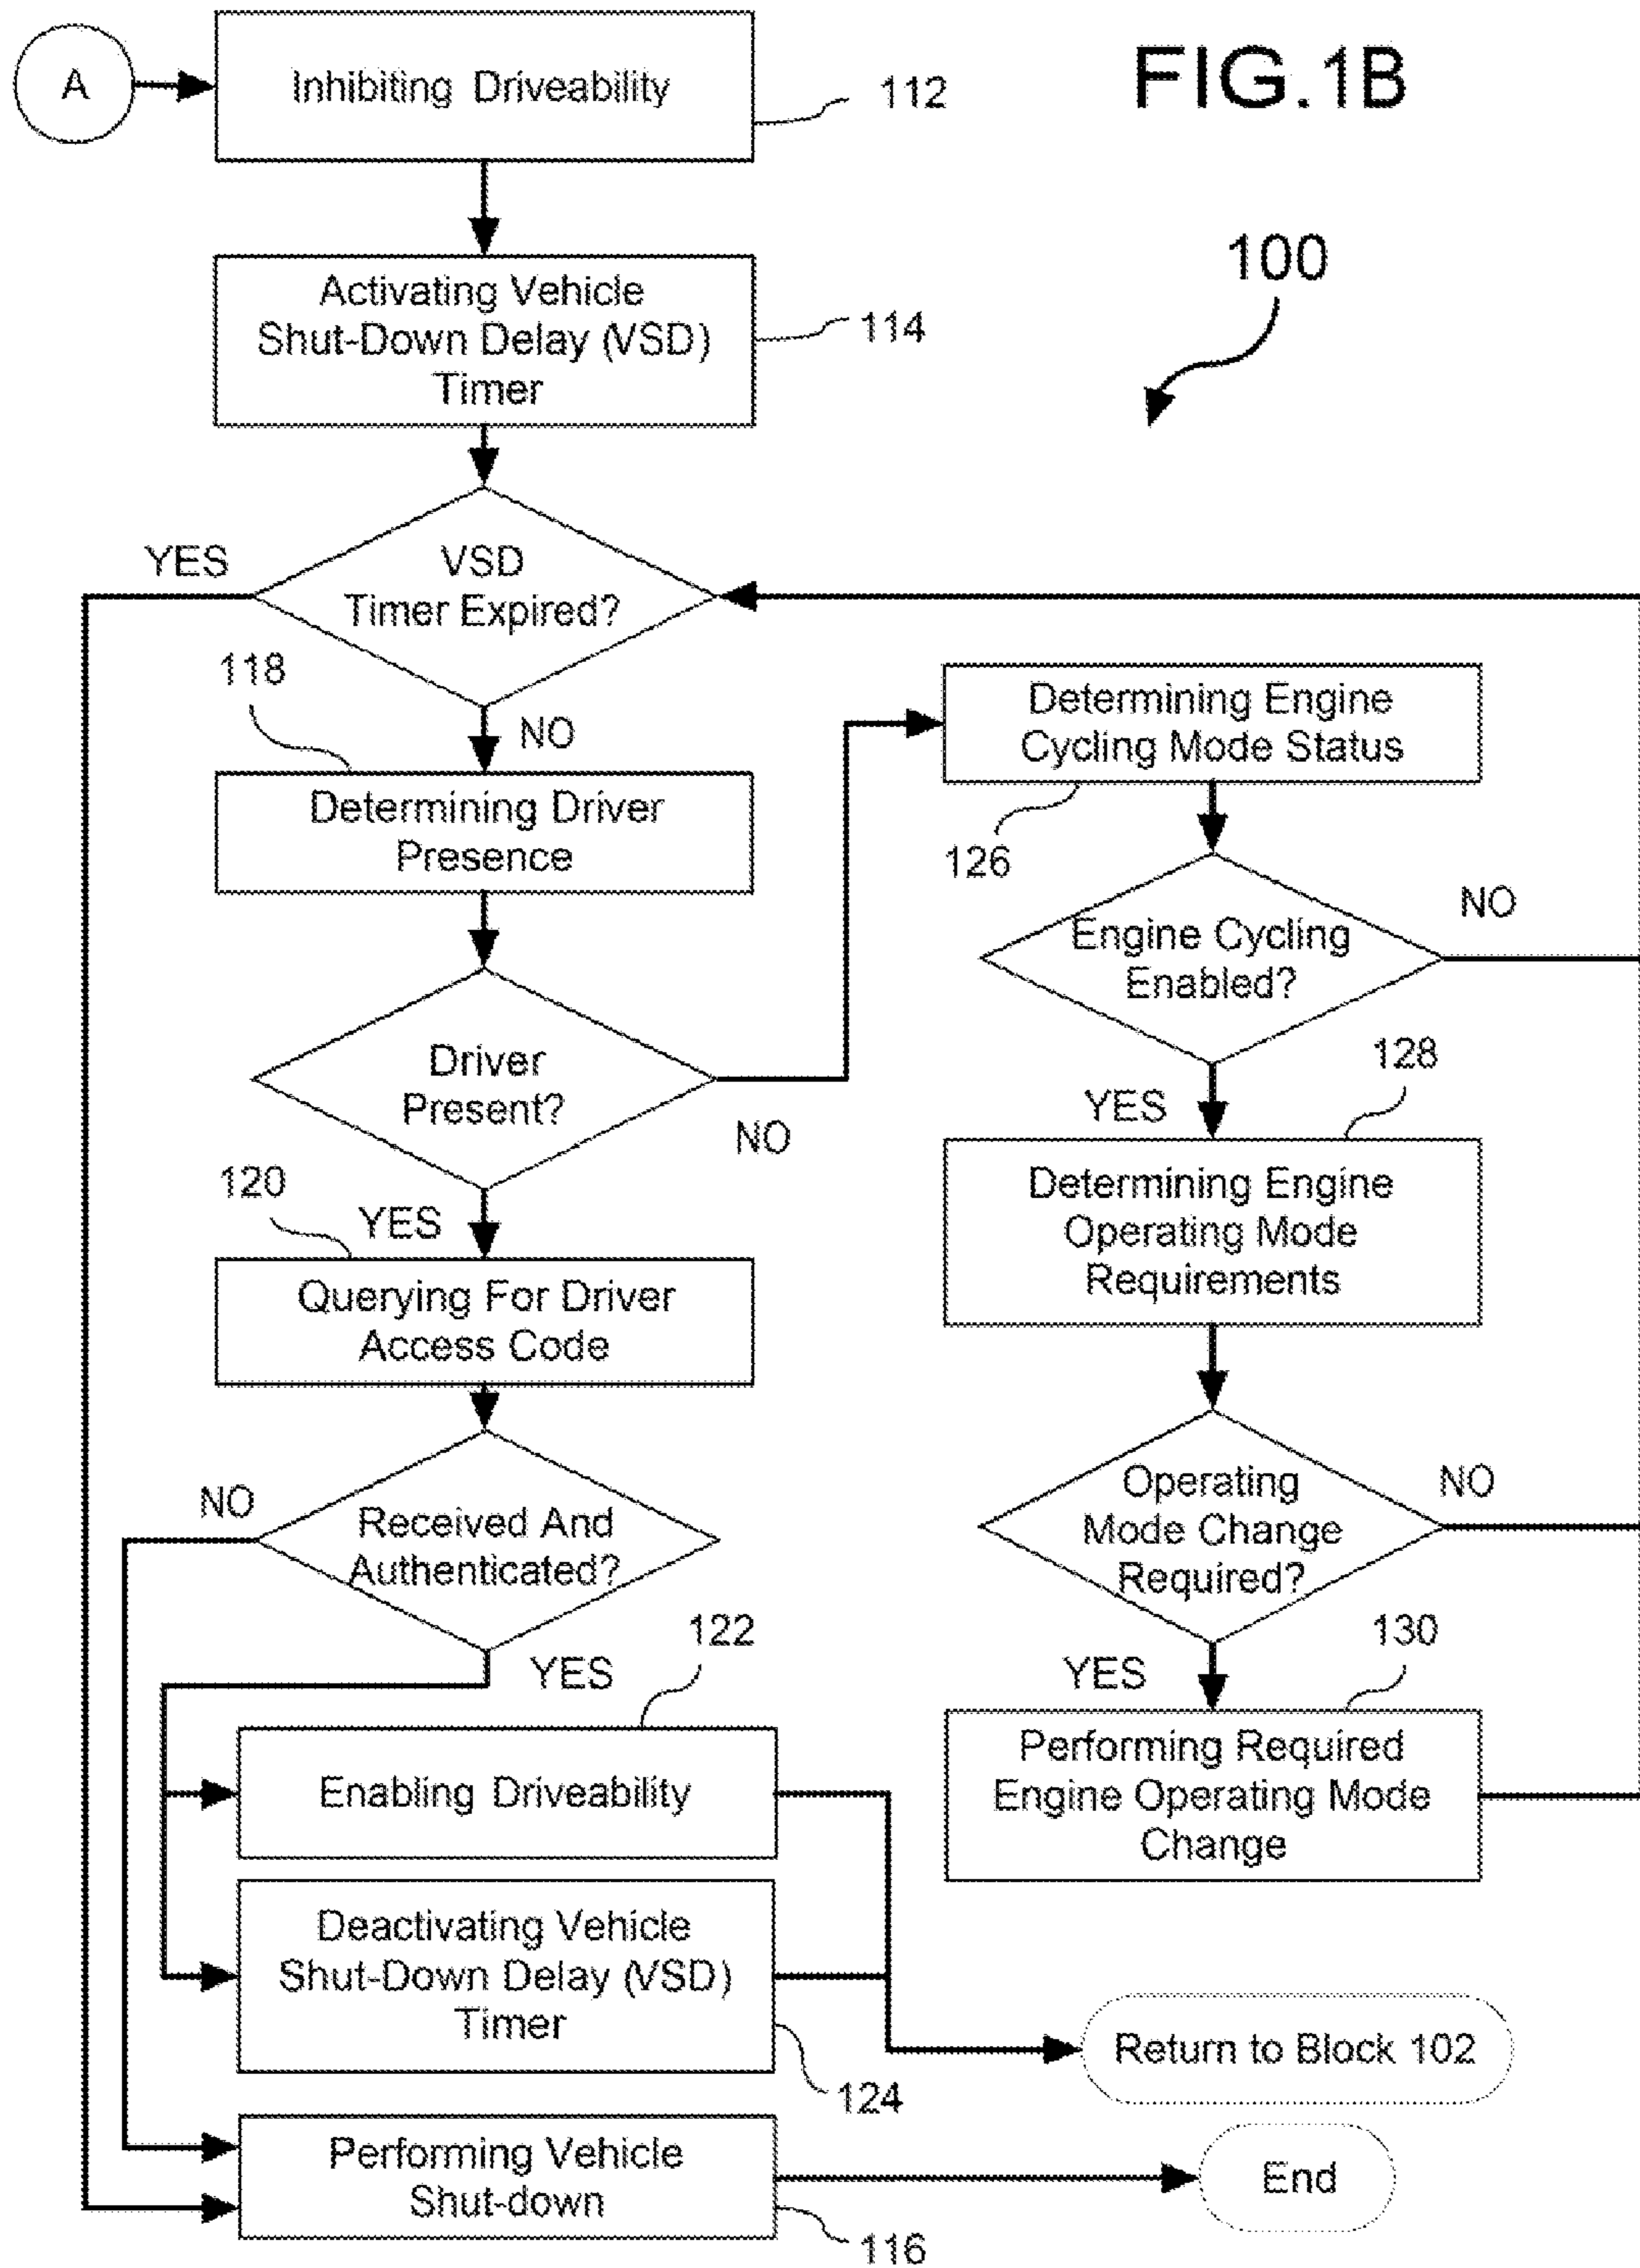 A
Inhibiting Driveability
112
FIG.1B
100
Activating Vehicle
Shut-Down Delay (VSD)
Timer
114
YES
VSD
Timer Expired?
118
NO
Determining Driver
Presence
Driver
Present?
NO
120
YES
Querying For Driver
Access Code
NO
Received And
Authenticated?
YES
122
Enabling Driveability
Deactivating Vehicle
Shut-Down Delay (VSD)
Timer
124
Performing Vehicle
Shut-down
116
Determining Engine
Cycling Mode Status
126
Engine Cycling
Enabled?
NO
YES
128
Determining Engine
Operating Mode
Requirements
Operating
Mode Change
Required?
NO
YES
130
Performing Required
Engine Operating Mode
Change
Return to Block 102
End